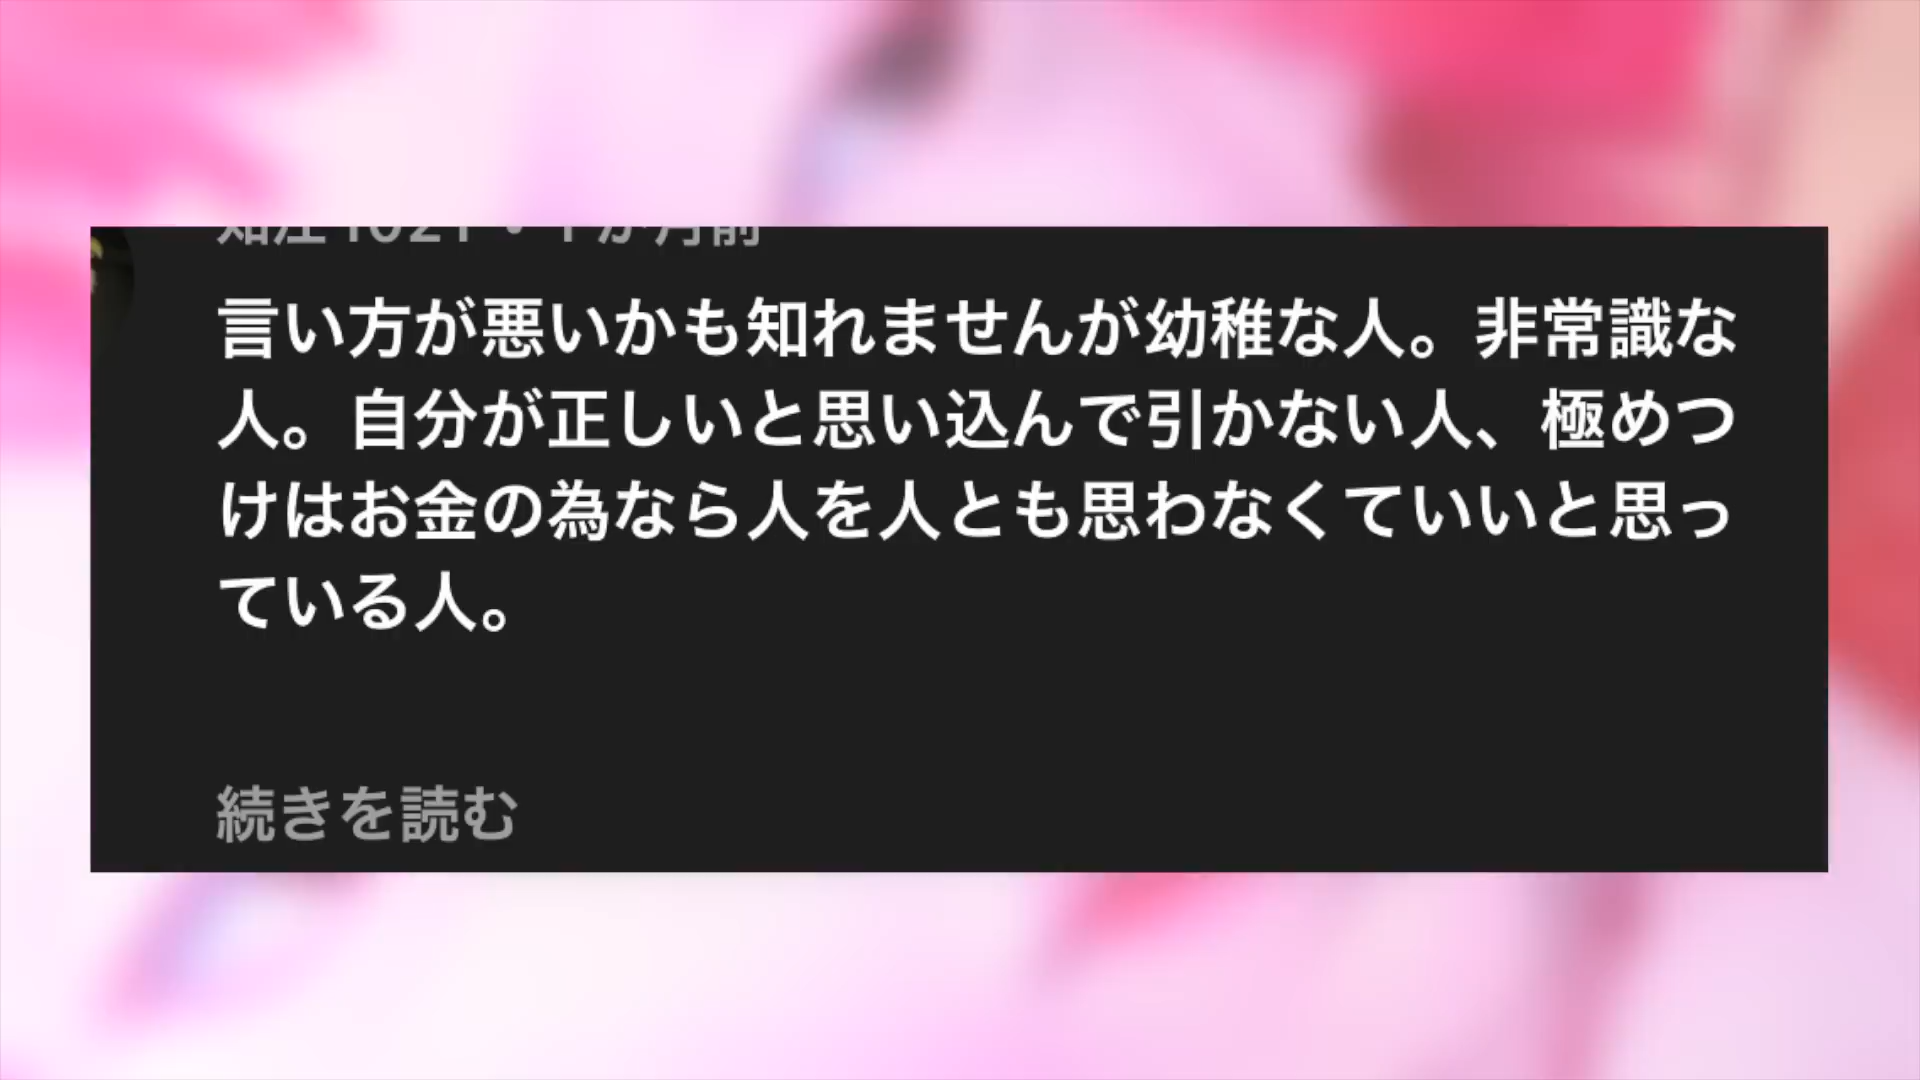 言い方が悪いかも知れませんが幼稚な人。非常識な
人。自分が正しいと思い込んで引かない人、極めつ
けはお金の為なら人を人とも思わなくていいと思っ
ている人。
続きを読む